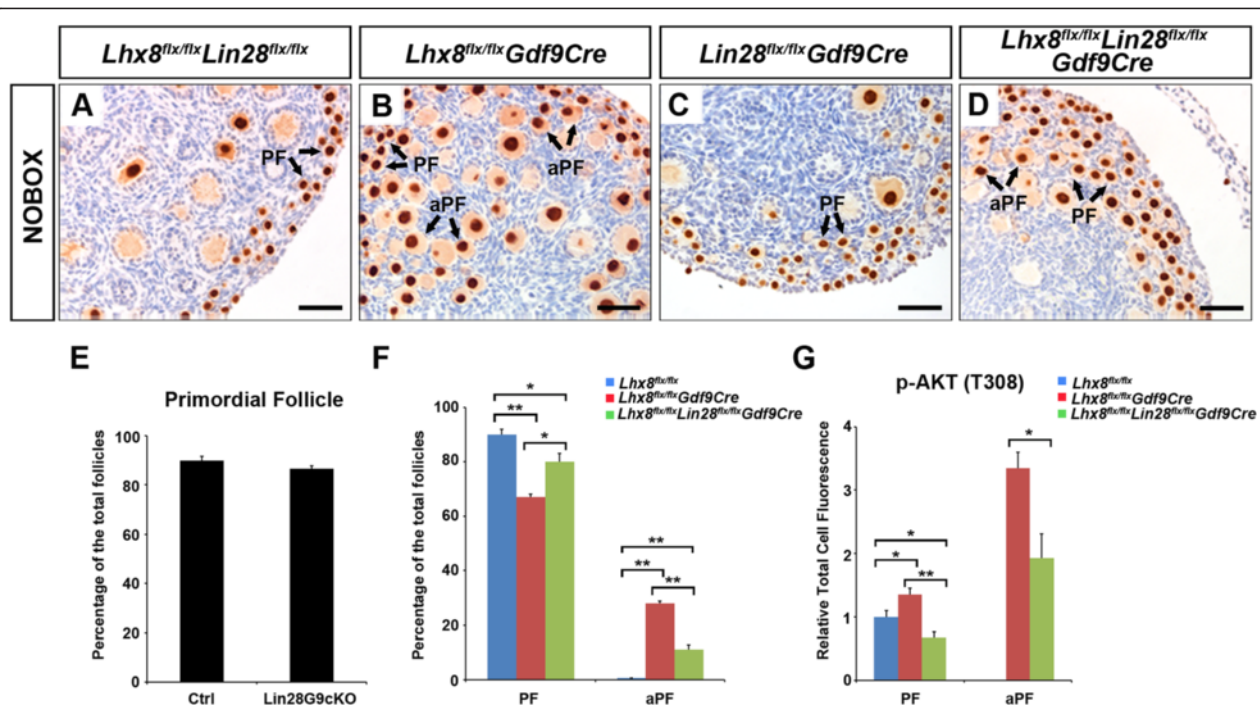 Lhx8flx/flxLin28flx/flx
Lhx8flx/flxGdf9Cre
Lin28flx/flxGdf9Cre
Lhx8flx/flxLin28flx/flx
Gdf9Cre
NOBOX
A
PF
B
PF
aPF
aPF
C
PF
D
aPF
PF
E
Primordial Follicle
Percentage of the total follicles
100
80
60
40
20
0
Ctrl
Lin28G9cKO
F
Lhx8flx/flx
Lhx8flx/flxGdf9Cre
Lhx8flx/flxLin28flx/flxGdf9Cre
Percentage of the total follicles
100
80
60
40
20
0
*
**
*
**
**
**
PF
aPF
G
p-AKT (T308)
Lhx8flx/flx
Lhx8flx/flxGdf9Cre
Lhx8flx/flxLin28flx/flxGdf9Cre
Relative Total Cell Fluorescence
4
3
2
1
0
*
*
**
*
PF
aPF